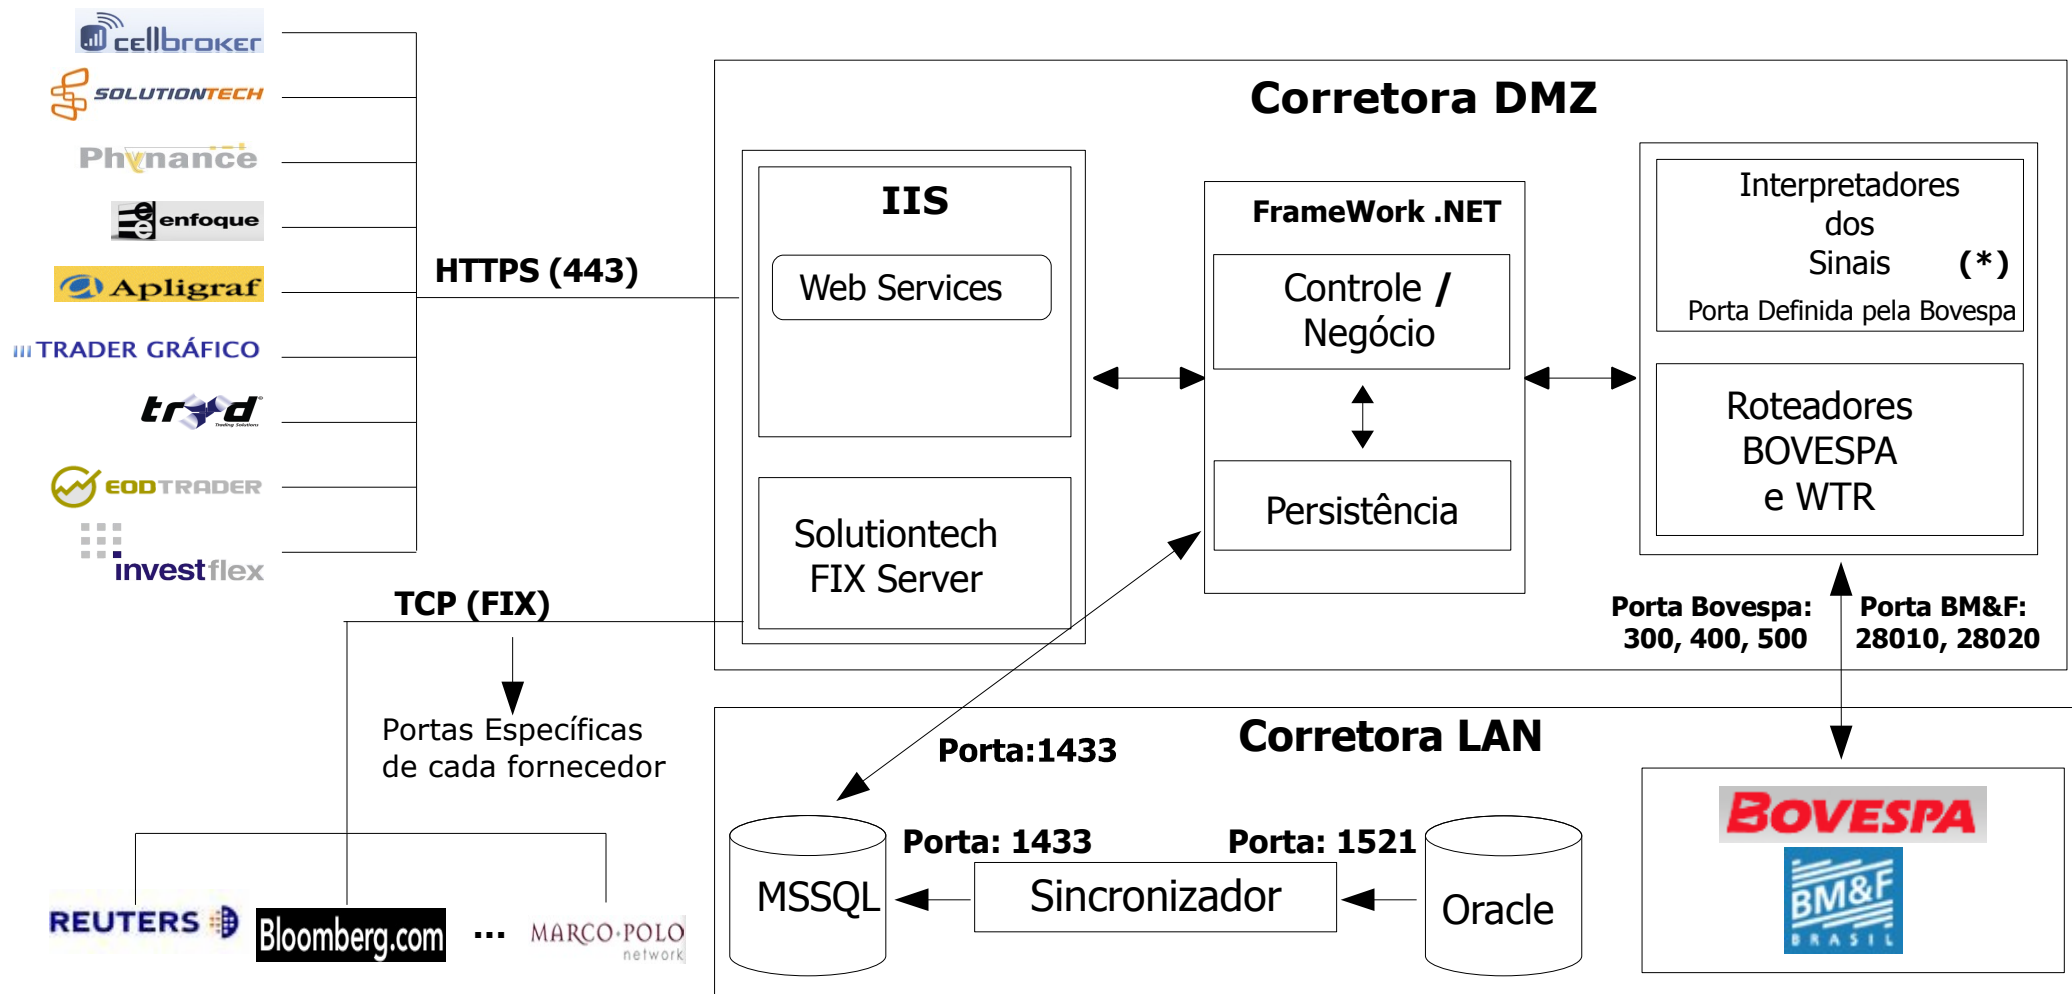 cellbroker
SOLUTIONTECH
Phynance
enfoque
Apligraf
TRADER GRÁFICO
tryd
Trading Solutions
EODTRADER
investflex
HTTPS (443)
TCP (FIX)
Portas Específicas
de cada fornecedor
REUTERS
Bloomberg.com
...
MARCO·POLO
network
Corretora DMZ
IIS
Web Services
Solutiontech
FIX Server
FrameWork .NET
Controle /
Negócio
Persistência
Interpretadores
dos
Sinais (*)
Porta Definida pela Bovespa
Roteadores
BOVESPA
e WTR
Porta Bovespa:
300, 400, 500
Porta BM&F:
28010, 28020
Corretora LAN
Porta:1433
MSSQL
Porta: 1433
Sincronizador
Porta: 1521
Oracle
BOVESPA
BM&F
BRASIL